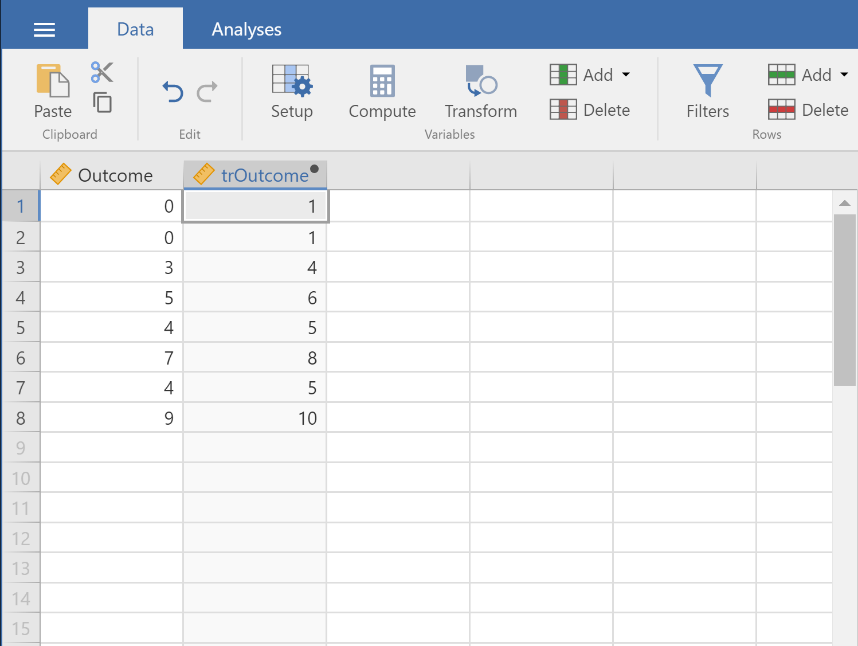 Data Analyses
Paste Setup Compute Transform Add Delete Filters Add Delete
Clipboard Edit Variables Rows
Outcome trOutcome
1 0 1
2 0 1
3 3 4
4 5 6
5 4 5
6 7 8
7 4 5
8 9 10
9
10
11
12
13
14
15